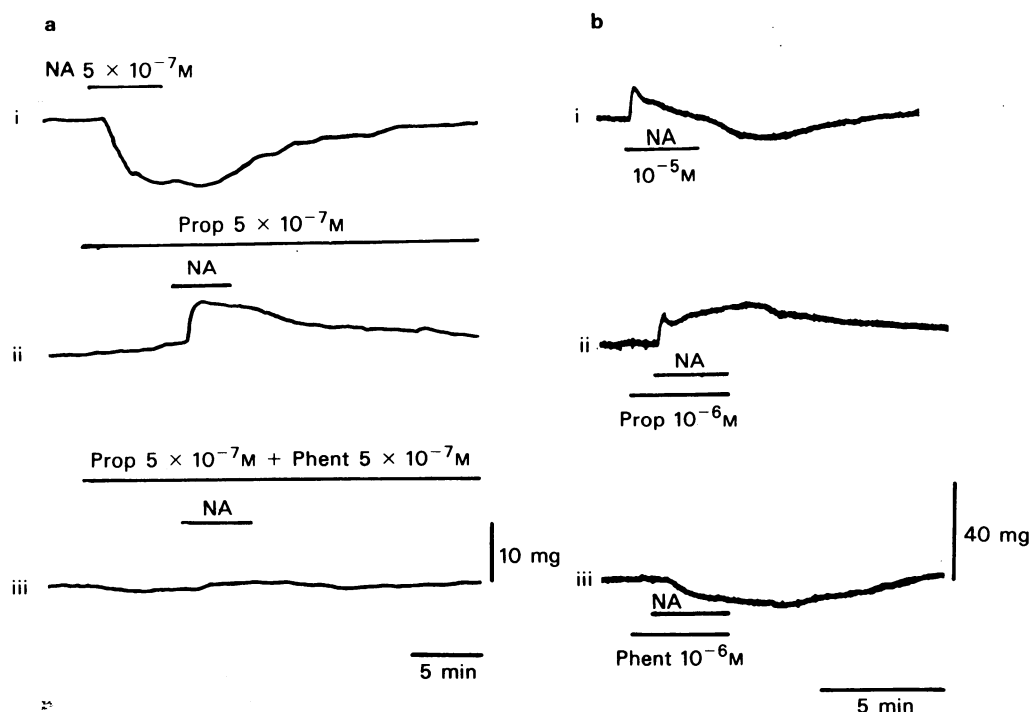 a
NA 5 × 10⁻⁷M
i
Prop 5 × 10⁻⁷M
NA
ii
Prop 5 × 10⁻⁷M + Phent 5 × 10⁻⁷M
NA
10 mg
iii
5 min
b
i
NA
10⁻⁵M
ii
NA
Prop 10⁻⁶M
40 mg
iii
NA
Phent 10⁻⁶M
5 min